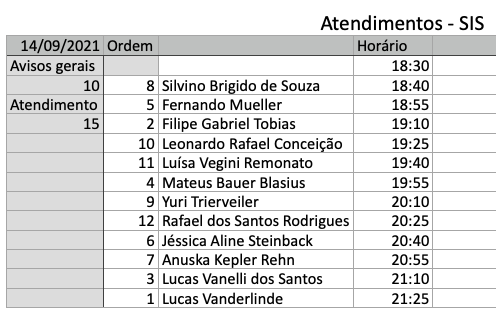 Atendimentos - SIS
14/09/2021 Ordem Horário
Avisos gerais 18:30
10 8 Silvino Brigido de Souza 18:40
Atendimento 5 Fernando Mueller 18:55
15 2 Filipe Gabriel Tobias 19:10
10 Leonardo Rafael Conceição 19:25
11 Luísa Vegini Remonato 19:40
4 Mateus Bauer Blasius 19:55
9 Yuri Trierveiler 20:10
12 Rafael dos Santos Rodrigues 20:25
6 Jéssica Aline Steinback 20:40
7 Anuska Kepler Rehn 20:55
3 Lucas Vanelli dos Santos 21:10
1 Lucas Vanderlinde 21:25